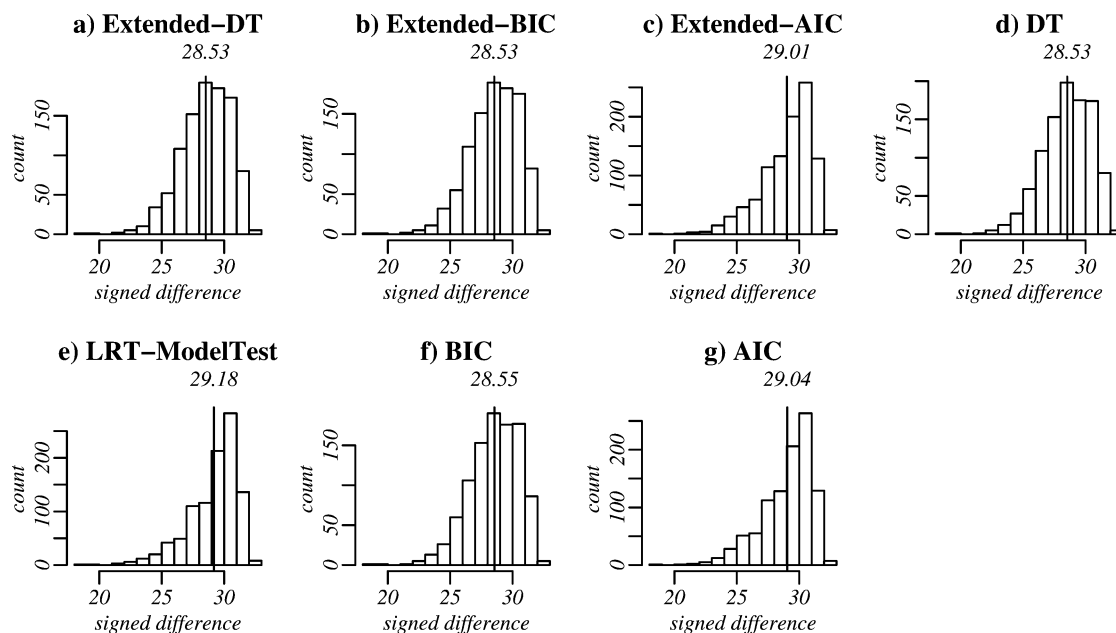 a) Extended−DT
28.53
count
0 50 150
20 25 30
signed difference
b) Extended−BIC
28.53
count
0 50 150
20 25 30
signed difference
c) Extended−AIC
29.01
count
0 100 200
20 25 30
signed difference
d) DT
28.53
count
0 50 150
20 25 30
signed difference
e) LRT−ModelTest
29.18
count
0 100 200
20 25 30
signed difference
f) BIC
28.55
count
0 50 150
20 25 30
signed difference
g) AIC
29.04
count
0 100 200
20 25 30
signed difference